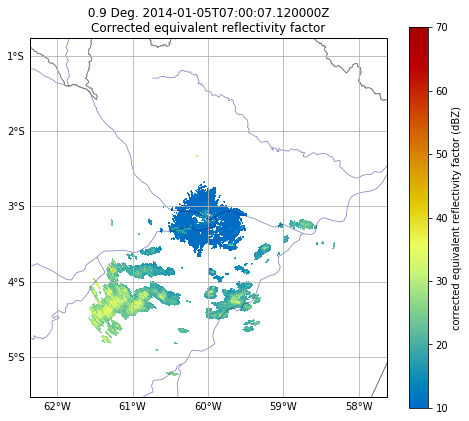 0.9 Deg. 2014-01-05T07:00:07.120000Z
Corrected equivalent reflectivity factor
1°S
2°S
3°S
4°S
5°S
62°W 61°W 60°W 59°W 58°W
70
60
50
40
30
20
10
corrected equivalent reflectivity factor (dBZ)